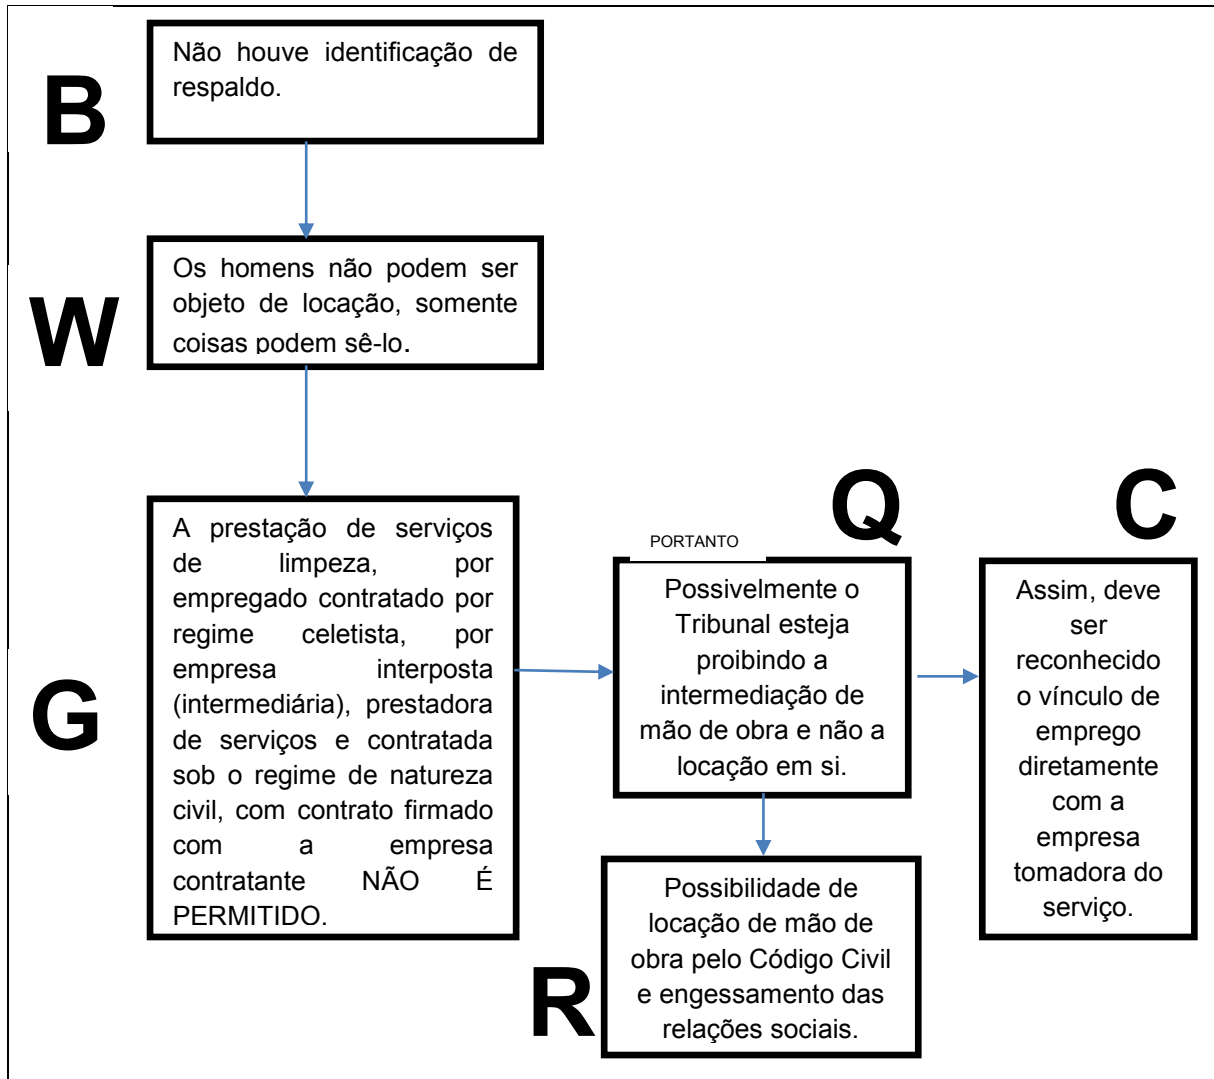 B
Não houve identificação de
respaldo.
W
Os homens não podem ser
objeto de locação, somente
coisas podem sê-lo.
G
A prestação de serviços
de limpeza, por
empregado contratado por
regime celetista, por
empresa interposta
(intermediária), prestadora
de serviços e contratada
sob o regime de natureza
civil, com contrato firmado
com a empresa
contratante NÃO É
PERMITIDO.
Q
PORTANTO
Possivelmente o
Tribunal esteja
proibindo a
intermediação de
mão de obra e não a
locação em si.
C
Assim, deve
ser
reconhecido
o vínculo de
emprego
diretamente
com a
empresa
tomadora do
serviço.
R
Possibilidade de
locação de mão de
obra pelo Código Civil
e engessamento das
relações sociais.